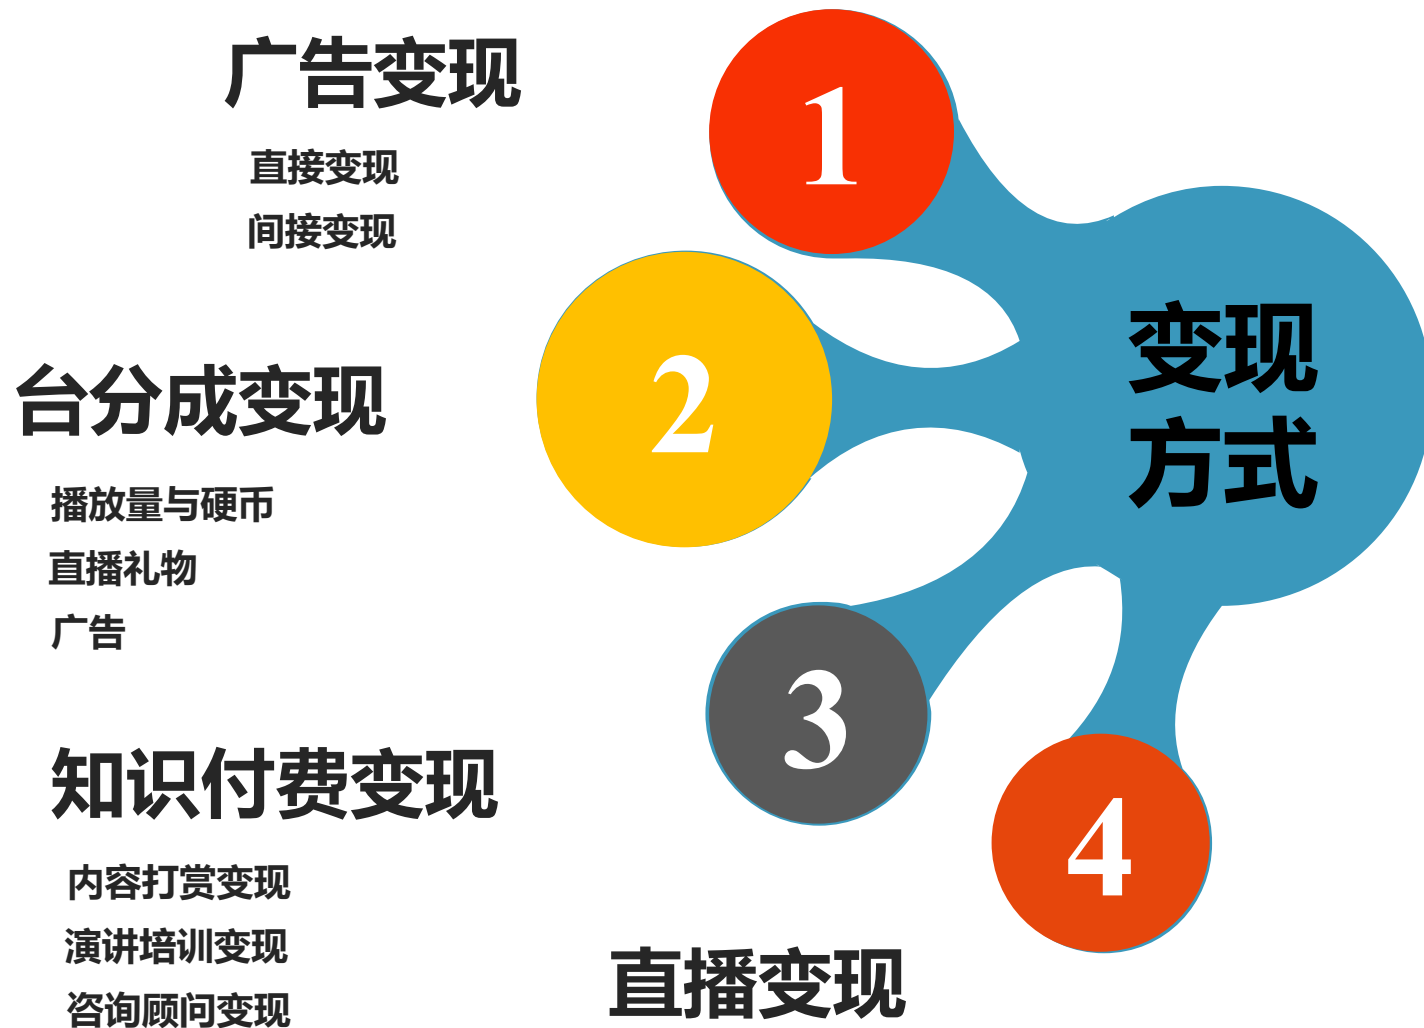 广告变现
直接变现
间接变现
1
变现
方式
台分成变现
2
播放量与硬币
直播礼物
广告
3
知识付费变现
4
内容打赏变现
演讲培训变现
咨询顾问变现
直播变现